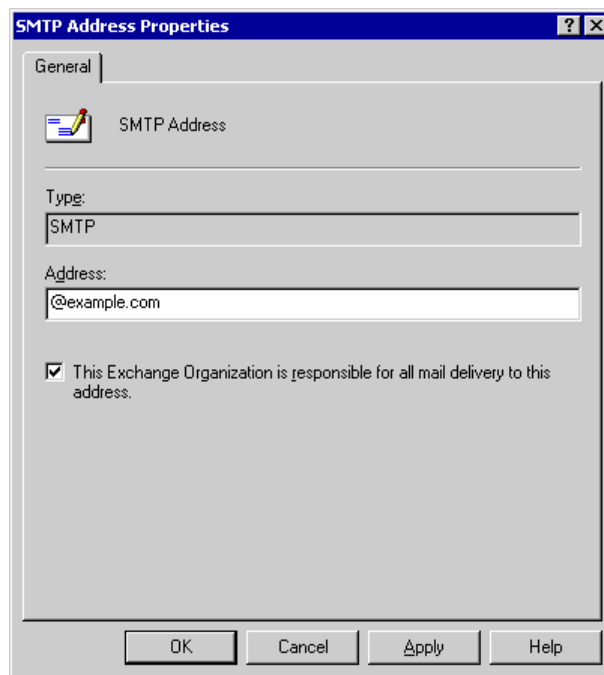 SMTP Address Properties
General
SMTP Address
Type:
SMTP
Address:
@example.com
This Exchange Organization is responsible for all mail delivery to this
address.
OK Cancel Apply Help